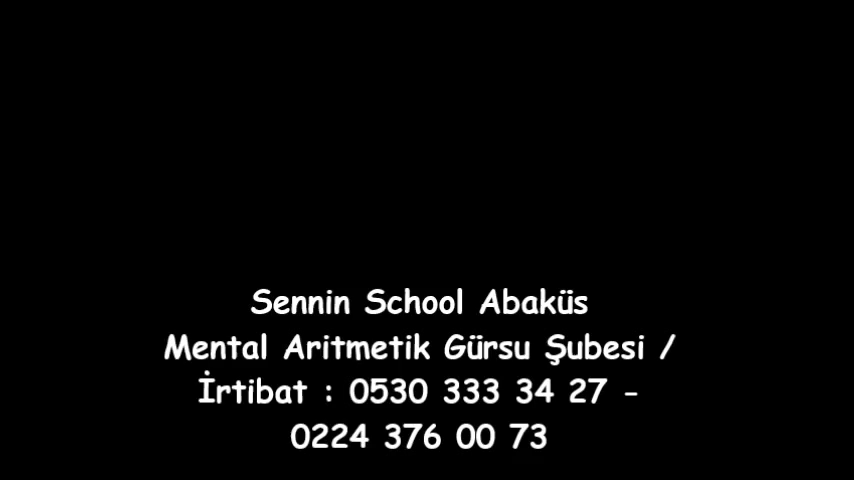 Sennin School Abaküs
Mental Aritmetik Gürsu Şubesi /
İrtibat : 0530 333 34 27 -
0224 376 00 73